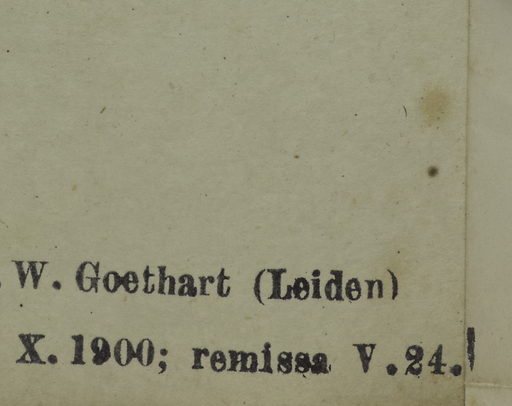 . W. Goethart (Leiden)
X. 1900; remissa V.24.